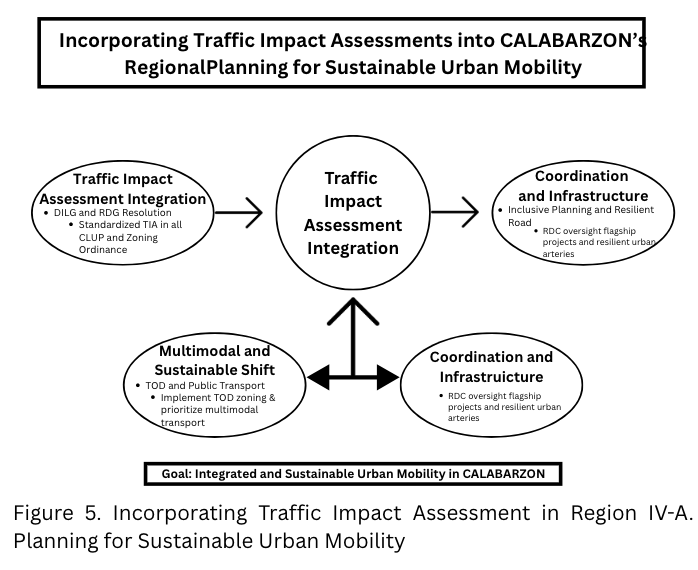 Incorporating Traffic Impact Assessments into CALABARZON's
RegionalPlanning for Sustainable Urban Mobility
Traffic Impact
Assessment Integration
• DILG and RDG Resolution
• Standardized TIA in all
CLUP and Zoning
Ordinance
Traffic
Impact
Assessment
Integration
Coordination
and Infrastructure
• Inclusive Planning and Resilient
Road
• RDC oversight flagship
projects and resilient urban
arteries
Multimodal and
Sustainable Shift
• TOD and Public Transport
• Implement TOD zoning &
prioritize multimodal
transport
Coordination and
Infrastruicture
• RDC oversight flagship
projects and resilient urban
arteries
Goal: Integrated and Sustainable Urban Mobility in CALABARZON
Figure 5. Incorporating Traffic Impact Assessment in Region IV-A.
Planning for Sustainable Urban Mobility